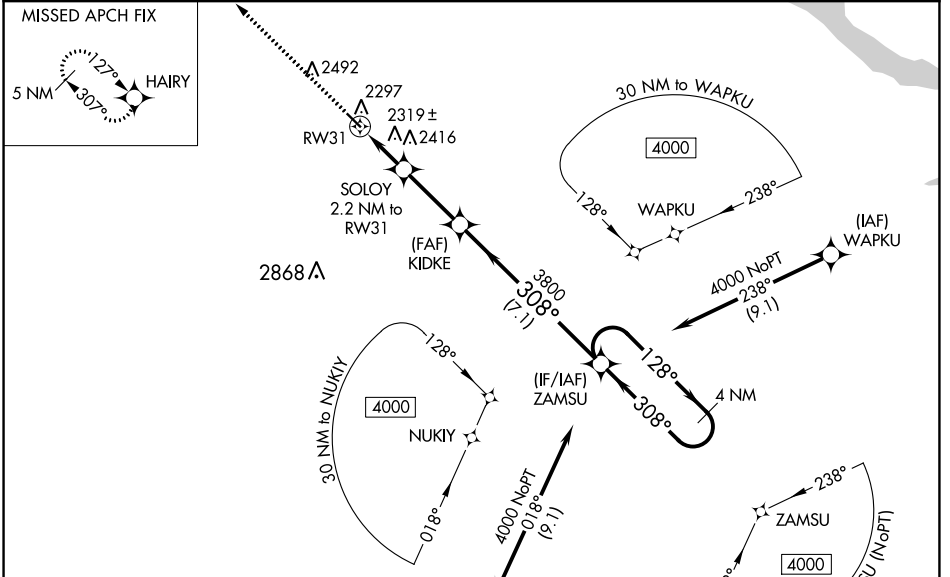 MISSED APCH FIX
127°
HAIRY
5 NM
307°
2492
2297
2319 ±
2416
RW31
SOLOY
2.2 NM to
RW31
(FAF)
KIDKE
2868
30 NM to WAPKU
4000
128°
238°
WAPKU
(IAF)
WAPKU
4000 NoPT
238°
(9.1)
3800
308°
(7.1)
(IF/IAF)
ZAMSU
128°
308°
4 NM
30 NM to NUKIY
128°
4000
NUKIY
018°
4000 NoPT
018°
(9.1)
238°
ZAMSU
4000
(NoPT)